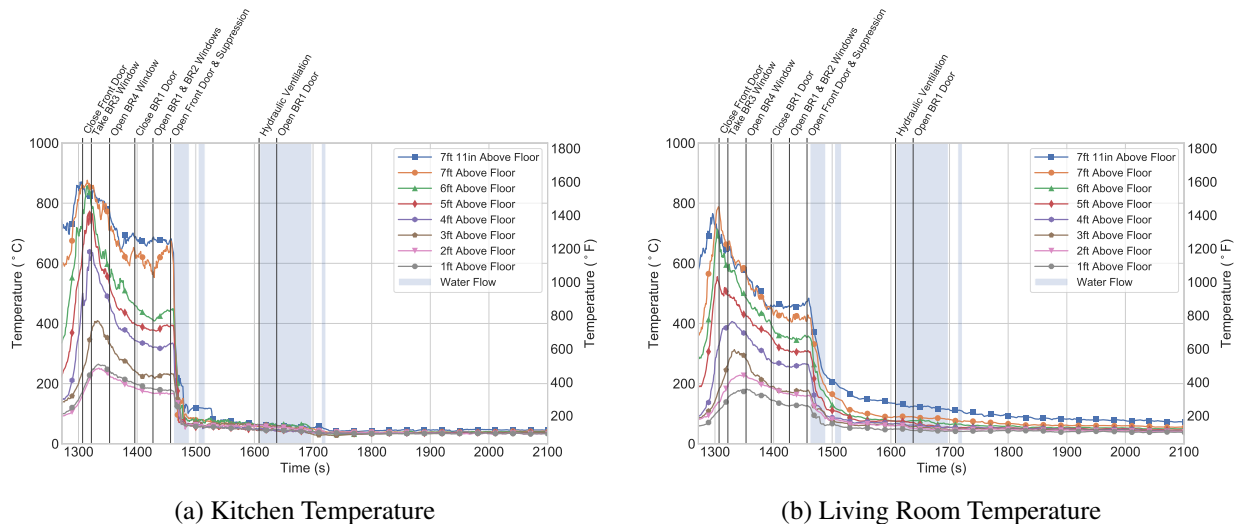 Close Front Door
Take BR3 Window
Open BR4 Window
Close BR1 Door
Open BR1 & BR2 Windows
Open Front Door & Suppression
Hydraulic Ventilation
Open BR1 Door
1000
800
600
400
200
0
Temperature (°C)
1800
1600
1400
1200
1000
800
600
400
200
Temperature (°F)
7ft 11in Above Floor
7ft Above Floor
6ft Above Floor
5ft Above Floor
4ft Above Floor
3ft Above Floor
2ft Above Floor
1ft Above Floor
Water Flow
1300 1400 1500 1600 1700 1800 1900 2000 2100
Time (s)
(a) Kitchen Temperature
Close Front Door
Take BR3 Window
Open BR4 Window
Close BR1 Door
Open BR1 & BR2 Windows
Open Front Door & Suppression
Hydraulic Ventilation
Open BR1 Door
1000
800
600
400
200
0
Temperature (°C)
1800
1600
1400
1200
1000
800
600
400
200
Temperature (°F)
7ft 11in Above Floor
7ft Above Floor
6ft Above Floor
5ft Above Floor
4ft Above Floor
3ft Above Floor
2ft Above Floor
1ft Above Floor
Water Flow
1300 1400 1500 1600 1700 1800 1900 2000 2100
Time (s)
(b) Living Room Temperature